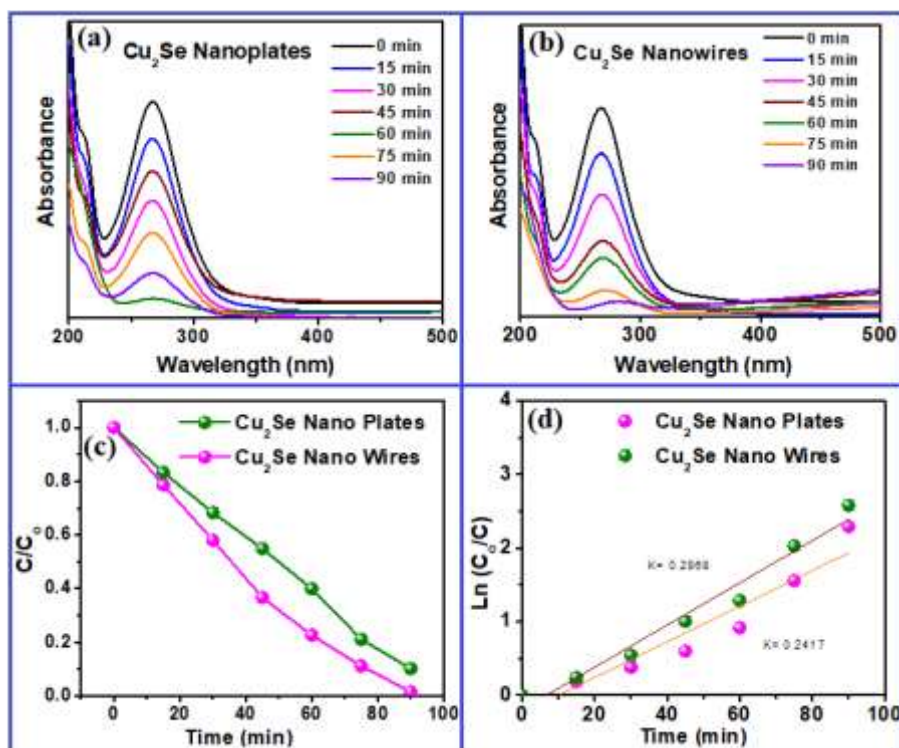 (a)
Cu2Se Nanoplates
0 min
15 min
30 min
45 min
60 min
75 min
90 min
Absorbance
200 300 400 500
Wavelength (nm)
(b)
Cu2Se Nanowires
0 min
15 min
30 min
45 min
60 min
75 min
90 min
Absorbance
200 300 400 500
Wavelength (nm)
(c)
Cu2Se Nano Plates
Cu2Se Nano Wires
1.0
0.8
0.6
0.4
0.2
0.0
C/Co
0 20 40 60 80 100
Time (min)
(d)
Cu2Se Nano Plates
Cu2Se Nano Wires
4
3
2
1
0
Ln (Co/C)
K= 0.2968
K= 0.2417
0 20 40 60 80 100
Time (min)